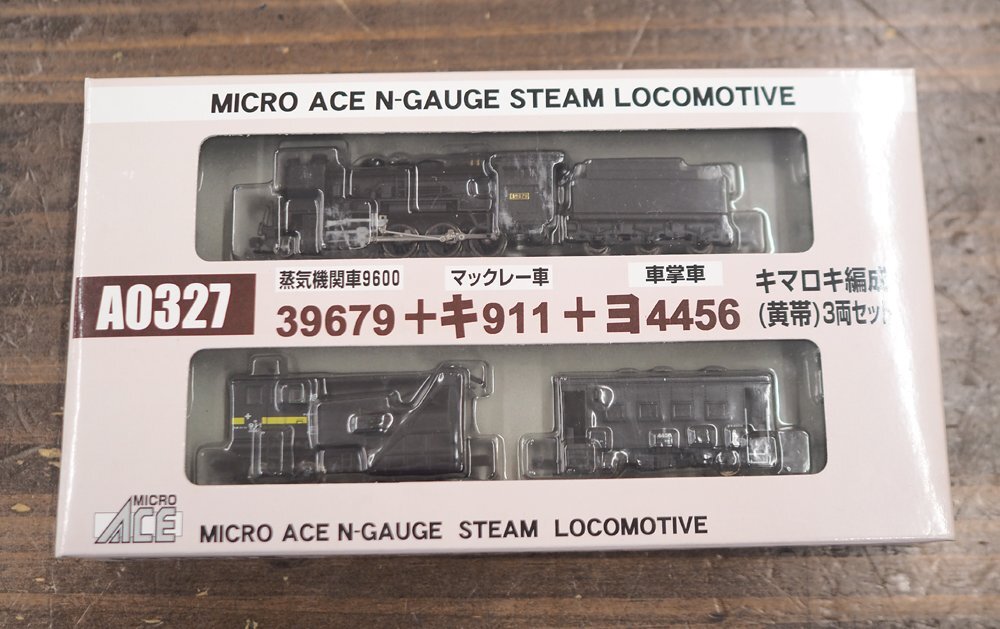 MICRO ACE N-GAUGE STEAM LOCOMOTIVE
A0327
蒸気機関車9600 マックレー車 車掌車
39679+キ911+ヨ4456
キマロキ編成
(黄帯)3両セット
4456
MICRO
ACE
MICRO ACE N-GAUGE STEAM LOCOMOTIVE